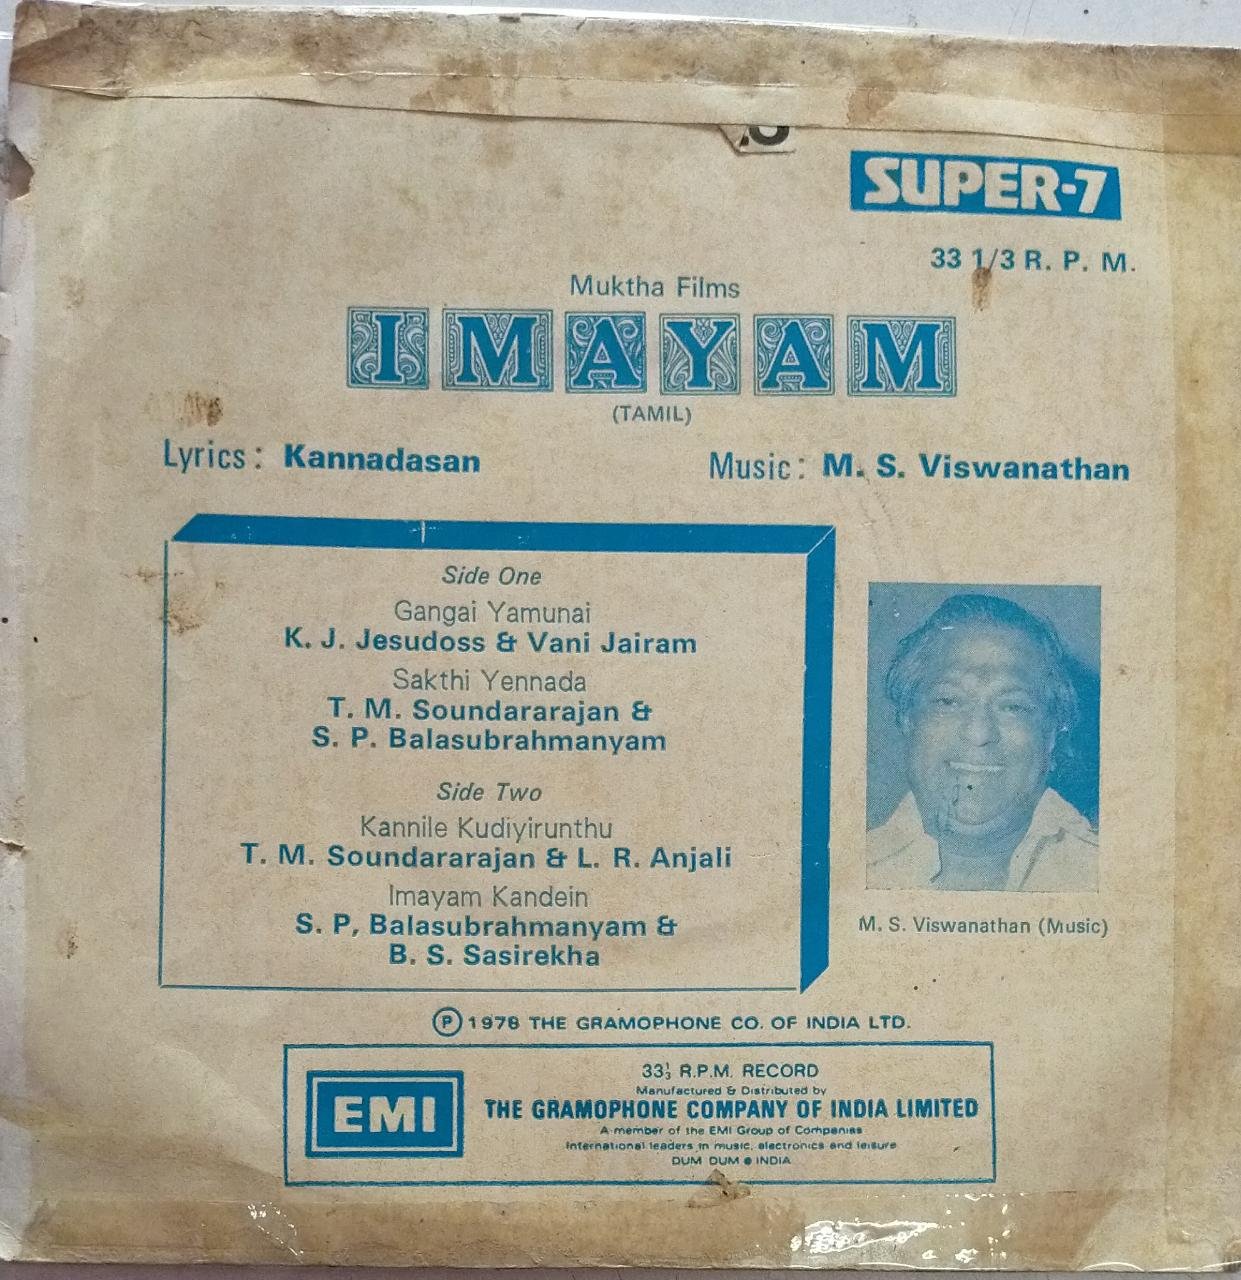 SUPER-7
33 1/3 R. P. M.
Muktha Films
IMAYAM
(TAMIL)
Lyrics: Kannadasan
Music: M. S. Viswanathan
Side One
Gangai Yamunai
K. J. Jesudoss & Vani Jairam
Sakthi Yennada
T. M. Soundararajan &
S. P. Balasubrahmanyam
Side Two
Kannile Kudiyirunthu
T. M. Soundararajan & L. R. Anjali
Imayam Kandein
S. P, Balasubrahmanyam &
B. S. Sasirekha
M. S. Viswanathan (Music)
℗ 1978 THE GRAMOPHONE CO. OF INDIA LTD.
EMI
33⅓ R.P.M. RECORD
Manufactured & Distributed by
THE GRAMOPHONE COMPANY OF INDIA LIMITED
A member of the EMI Group of Companies
International leaders in music, electronics and leisure
DUM DUM ● INDIA